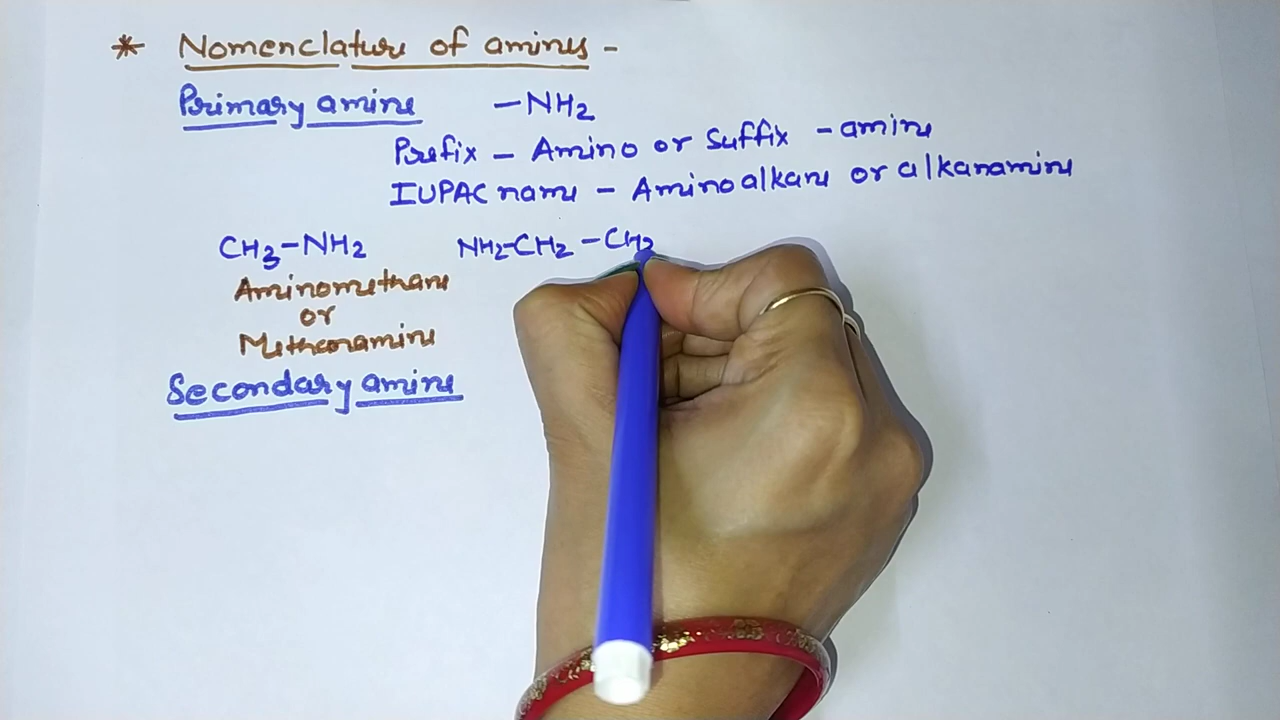 * Nomenclature of amines -
Primary amine -NH2
Prefix - Amino or Suffix - amine
IUPAC name - Aminoalkane or alkanamine
CH3-NH2 NH2-CH2-CH2
Aminomethane
or
Methanamine
Secondary amine